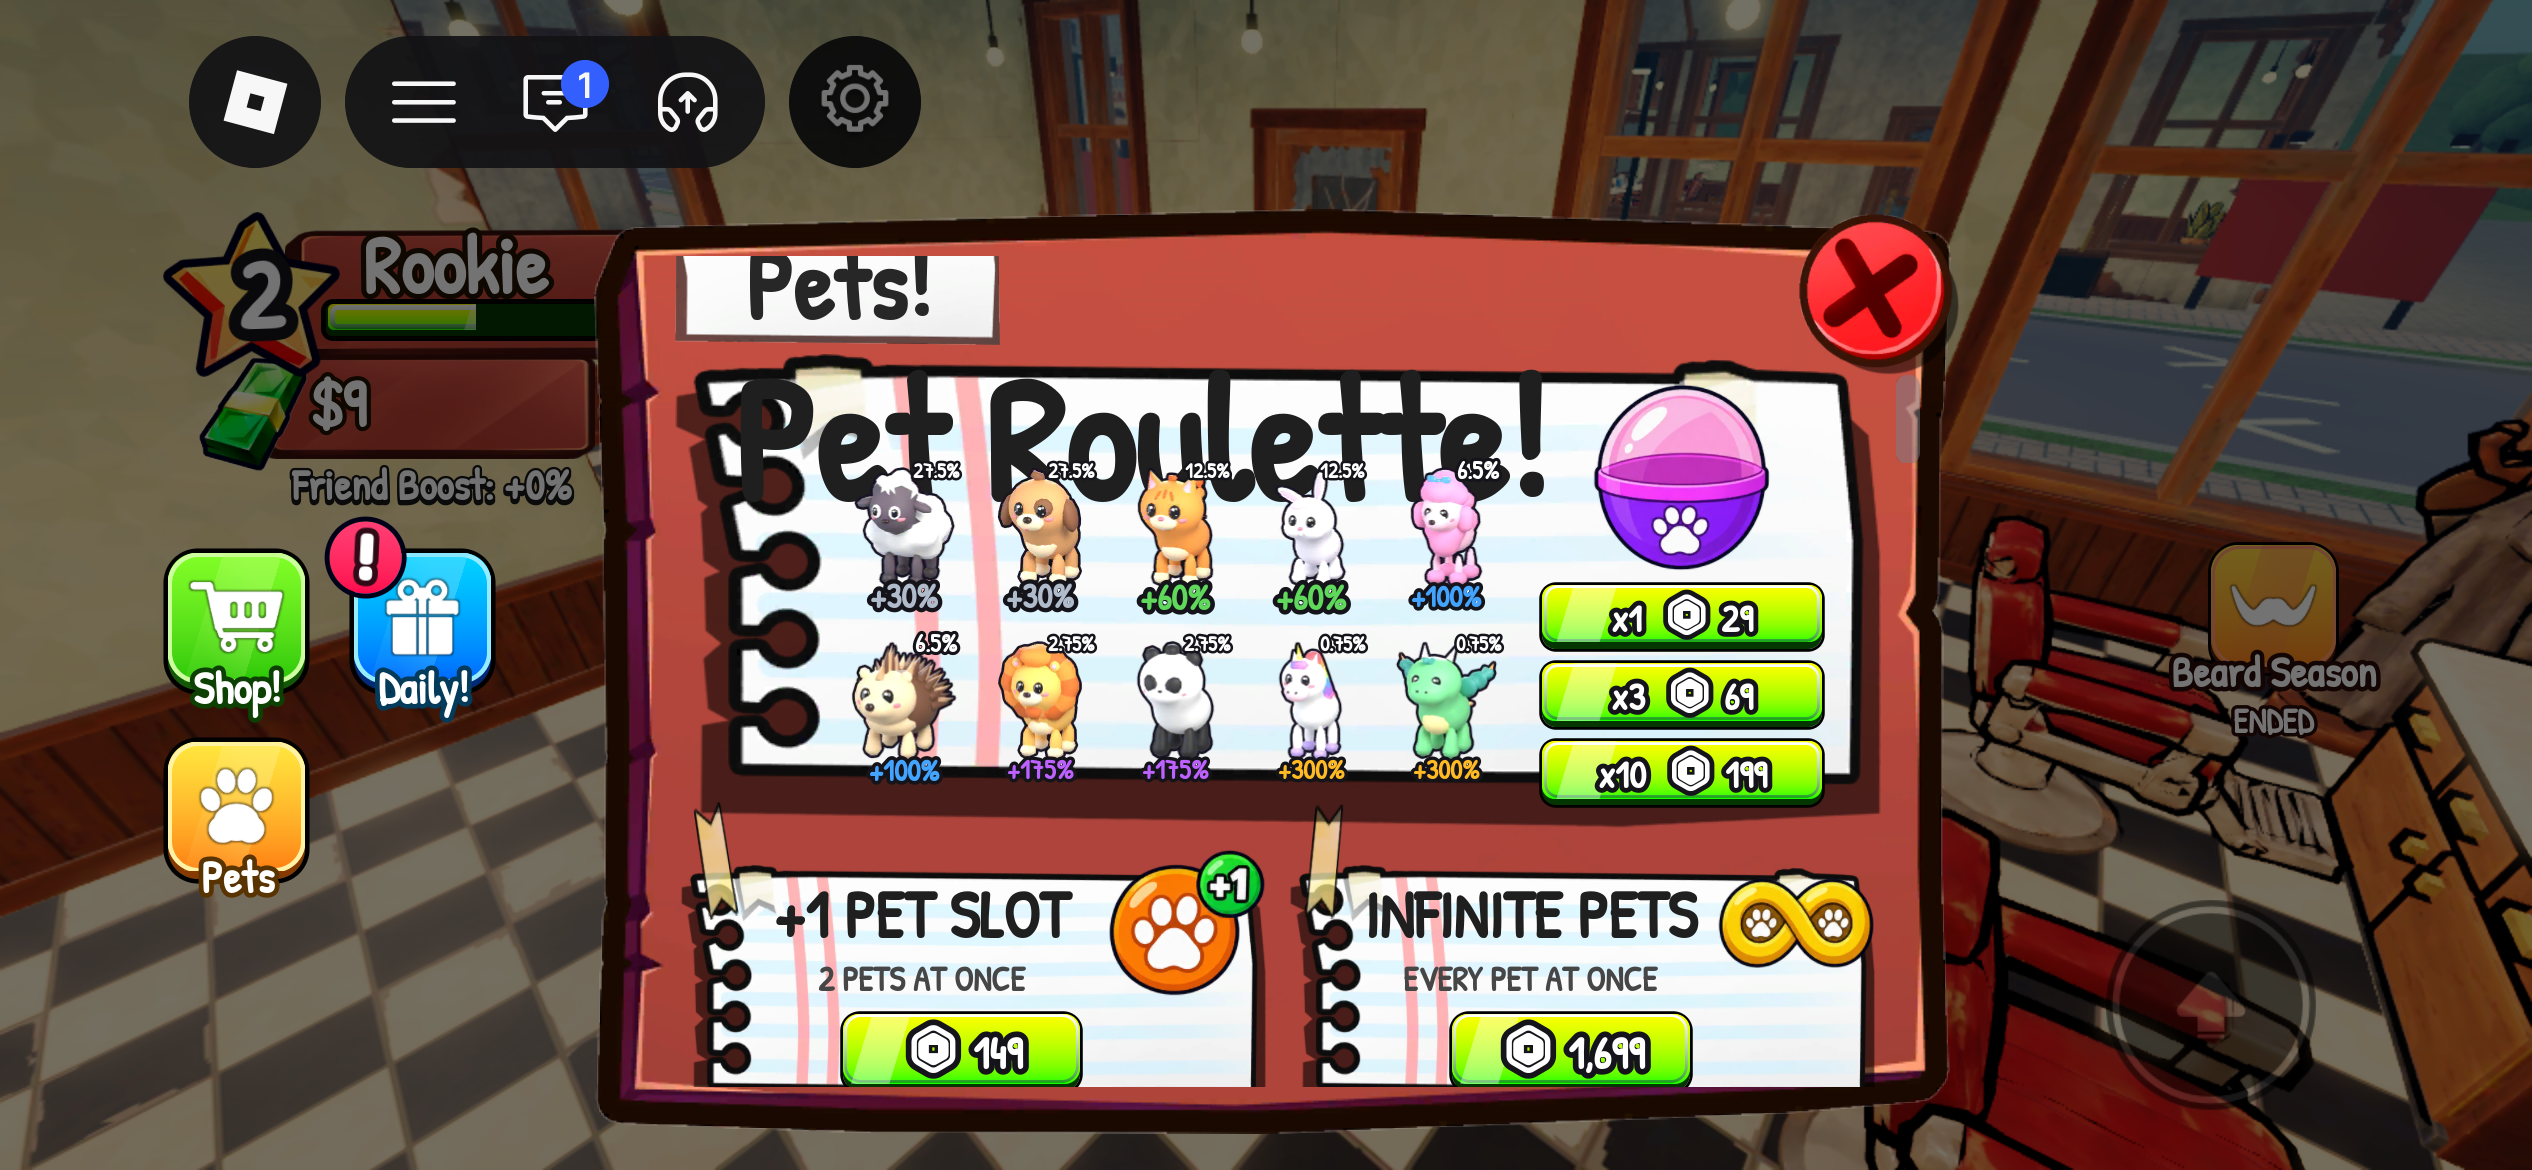 1
2
Rookie
$9
Friend Boost: +0%
!
Shop!
Daily!
Pets
Pets!
Pet Roulette!
27.5%
27.5%
12.5%
12.5%
6.5%
+30%
+30%
+60%
+60%
+100%
6.5%
2.75%
2.75%
0.75%
0.75%
+100%
+175%
+175%
+300%
+300%
x1 29
x3 69
x10 199
+1 PET SLOT
+1
2 PETS AT ONCE
149
INFINITE PETS
EVERY PET AT ONCE
1,699
Beard Season
ENDED